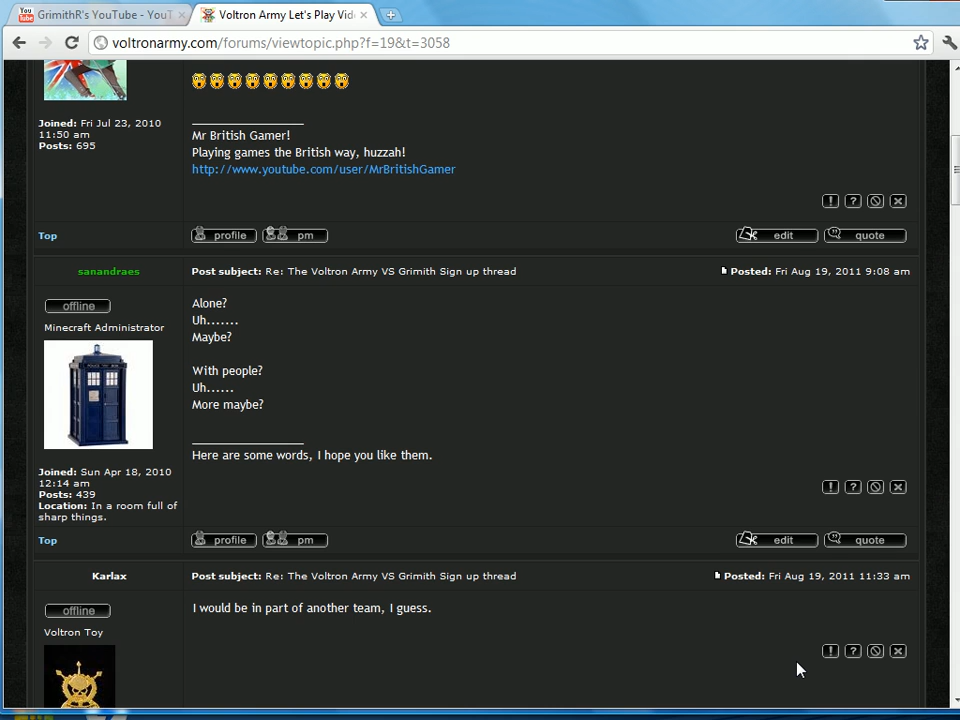 You Tube GrimithR's YouTube - YouT
Voltron Army Let's Play Vid
voltronarmy.com/forums/viewtopic.php?f=19&t=3058
Joined: Fri Jul 23, 2010
11:50 am
Posts: 695
Mr British Gamer!
Playing games the British way, huzzah!
http://www.youtube.com/user/MrBritishGamer
Top
profile
pm
edit
quote
sanandraes
Post subject: Re: The Voltron Army VS Grimith Sign up thread
Posted: Fri Aug 19, 2011 9:08 am
offline
Minecraft Administrator
Alone?
Uh.......
Maybe?
With people?
Uh......
More maybe?
Here are some words, I hope you like them.
Joined: Sun Apr 18, 2010
12:14 am
Posts: 439
Location: In a room full of
sharp things.
Top
profile
pm
edit
quote
Karlax
Post subject: Re: The Voltron Army VS Grimith Sign up thread
Posted: Fri Aug 19, 2011 11:33 am
offline
Voltron Toy
I would be in part of another team, I guess.